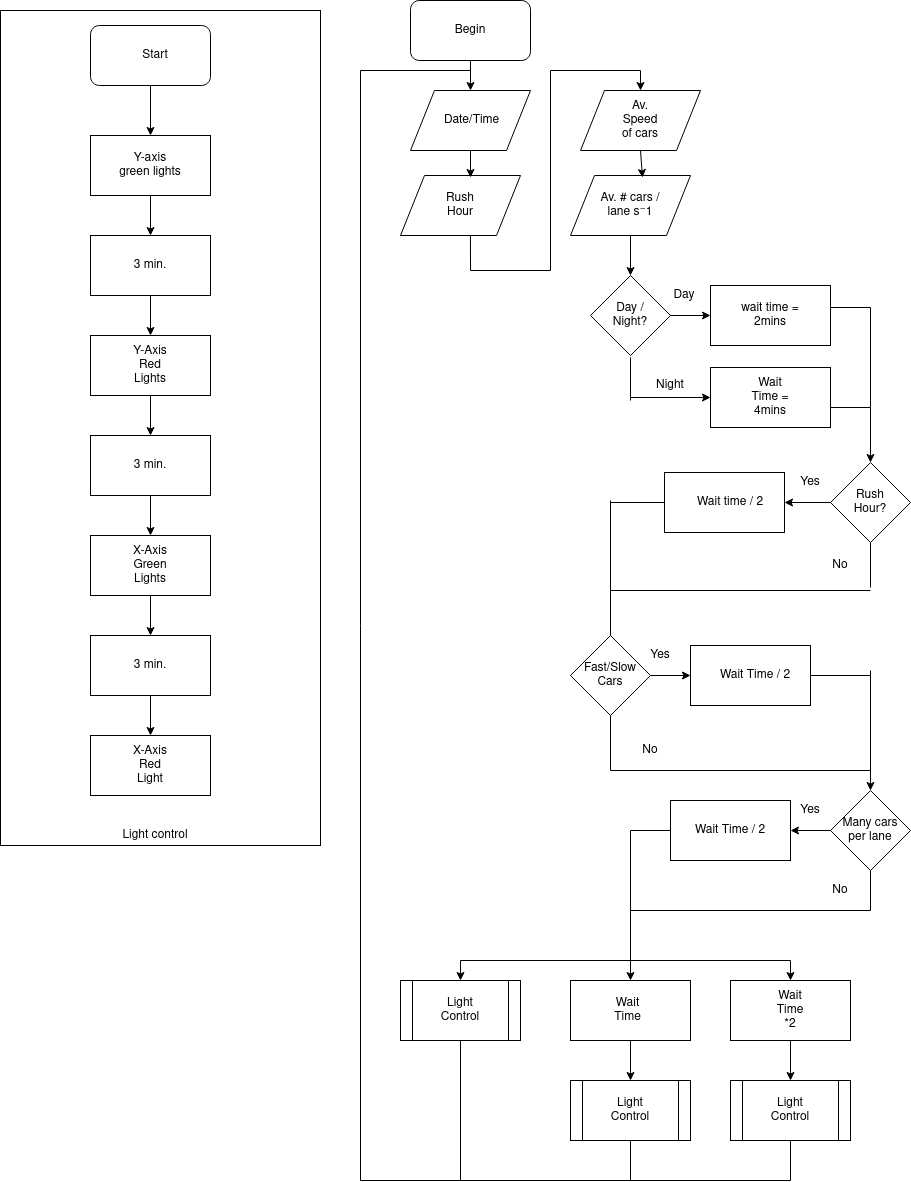 Start
Y-axis
green lights
3 min.
Y-Axis
Red
Lights
3 min.
X-Axis
Green
Lights
3 min.
X-Axis
Red
Light
Light control
Begin
Date/Time
Rush
Hour
Av.
Speed
of cars
Av. # cars /
lane s⁻1
Day /
Night?
Day
wait time =
2mins
Night
Wait
Time =
4mins
Rush
Hour?
Yes
Wait time / 2
No
Fast/Slow
Cars
Yes
Wait Time / 2
No
Many cars
per lane
Yes
Wait Time / 2
No
Light
Control
Wait
Time
Wait
Time
*2
Light
Control
Light
Control